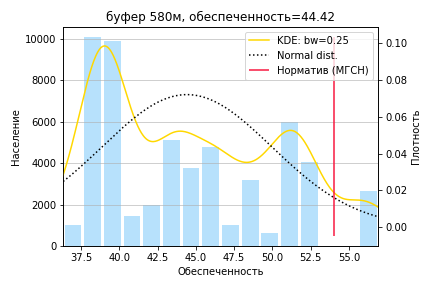 буфер 580м, обеспеченность=44.42
KDE: bw=0.25
Normal dist.
Норматив (МГСН)
Население
10000
8000
6000
4000
2000
0
0.10
0.08
0.06
0.04
0.02
0.00
Плотность
37.5 40.0 42.5 45.0 47.5 50.0 52.5 55.0
Обеспеченность